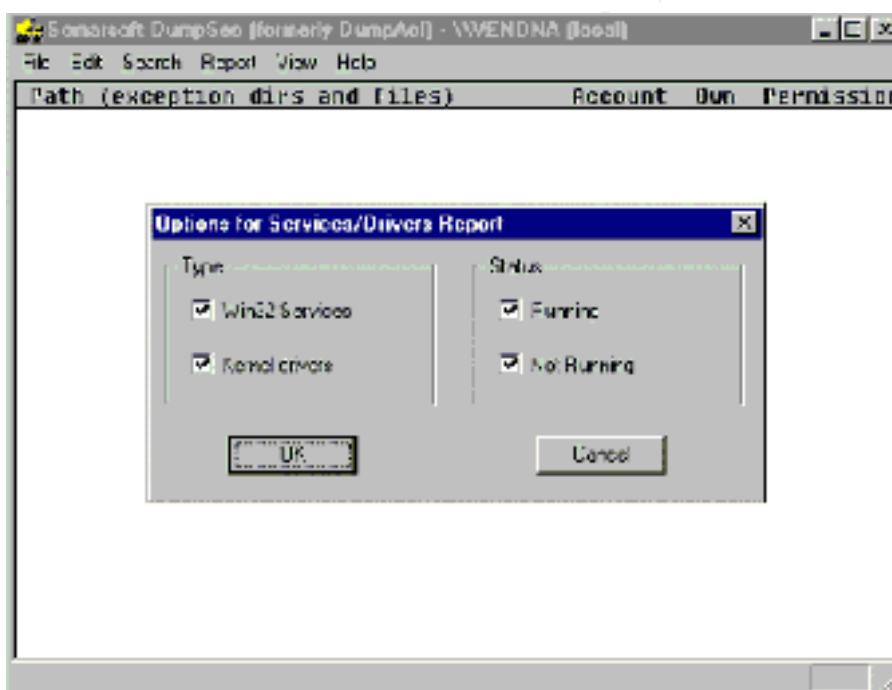 Somarsoft DumpSec (formerly DumpAcl) - \\WENDNA (local)
File Edit Search Report View Help
Path (exception dirs and files) Account Own Permission
Options for Services/Drivers Report
Type
Status
Win32 Services
Running
Kernel drivers
Not Running
OK
Cancel